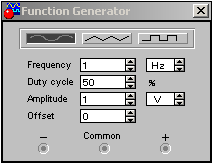 Function Generator
Frequency 1 Hz
Duty cycle 50 %
Amplitude 1 V
Offset 0
− Common +